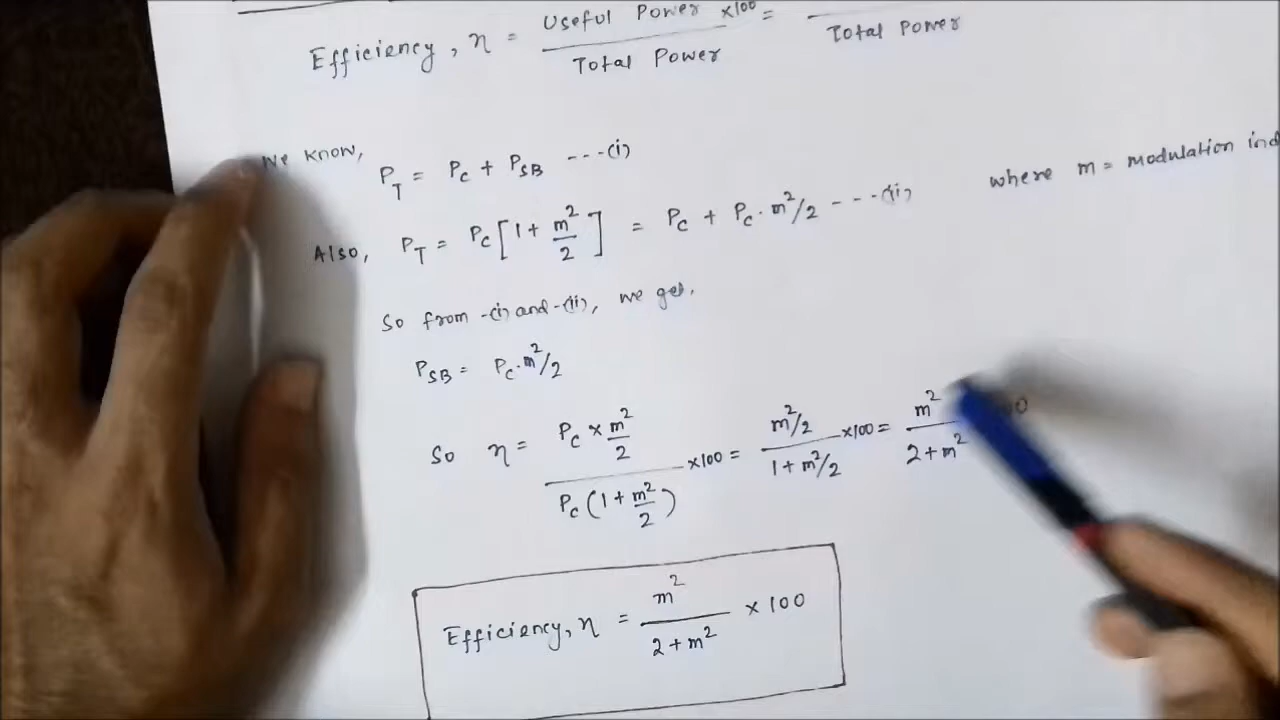 Efficiency, η = Useful Power / Total Power ×100 = / Total Power
We know,
P_T = P_C + P_SB ---(i)
where m = modulation ind
Also, P_T = P_C [1 + m²/2] = P_C + P_C · m²/2 ---(ii)
So from -(i) and -(ii), we get,
P_SB = P_C · m²/2
So η = P_C × m²/2 / P_C (1 + m²/2) ×100 = m²/2 / 1 + m²/2 ×100 = m² / 2 + m²
Efficiency, η = m² / 2 + m² × 100